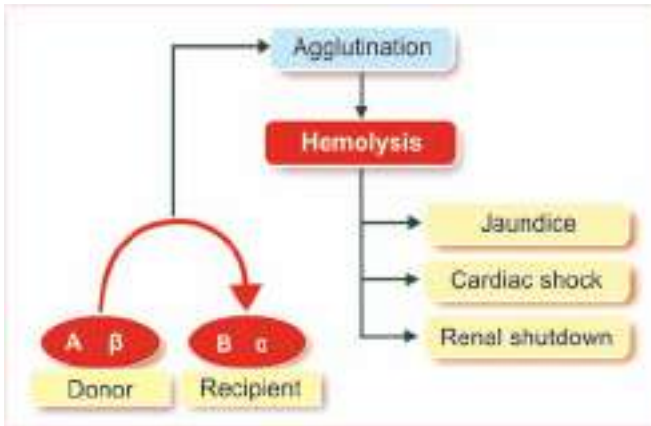 Agglutination
Hemolysis
Jaundice
Cardiac shock
Renal shutdown
A β
B α
Donor
Recipient